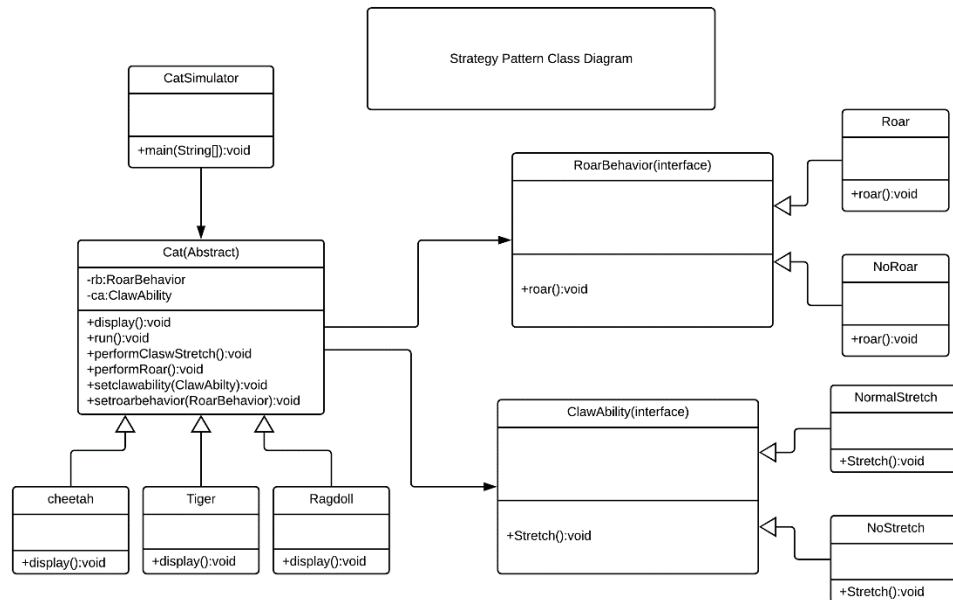 Strategy Pattern Class Diagram
CatSimulator
+main(String[]):void
Cat(Abstract)
-rb:RoarBehavior
-ca:ClawAbility
+display():void
+run():void
+performClaswStretch():void
+performRoar():void
+setclawability(ClawAbilty):void
+setroarbehavior(RoarBehavior):void
cheetah
+display():void
Tiger
+display():void
Ragdoll
+display():void
RoarBehavior(interface)
+roar():void
Roar
+roar():void
NoRoar
+roar():void
ClawAbility(interface)
+Stretch():void
NormalStretch
+Stretch():void
NoStretch
+Stretch():void